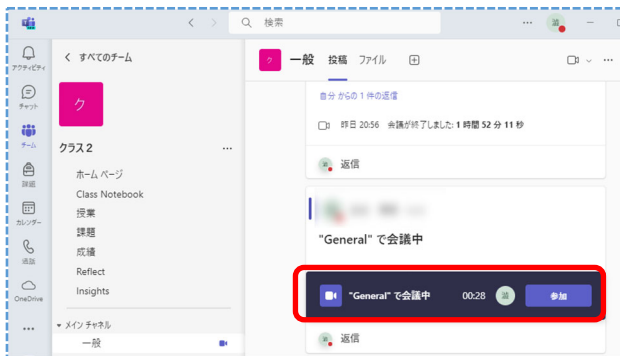 検索
...
アクティビティ
チャット
チーム
課題
カレンダー
通話
OneDrive
...
すべてのチーム
ク
クラス 2
...
ホーム ページ
Class Notebook
授業
課題
成績
Reflect
Insights
メイン チャネル
一般
ク
一般
投稿
ファイル
...
自分 からの 1 件の返信
昨日 20:56 会議が終了しました: 1 時間 52 分 11 秒
返信
"General" で会議中
"General" で会議中 00:28 参加
返信